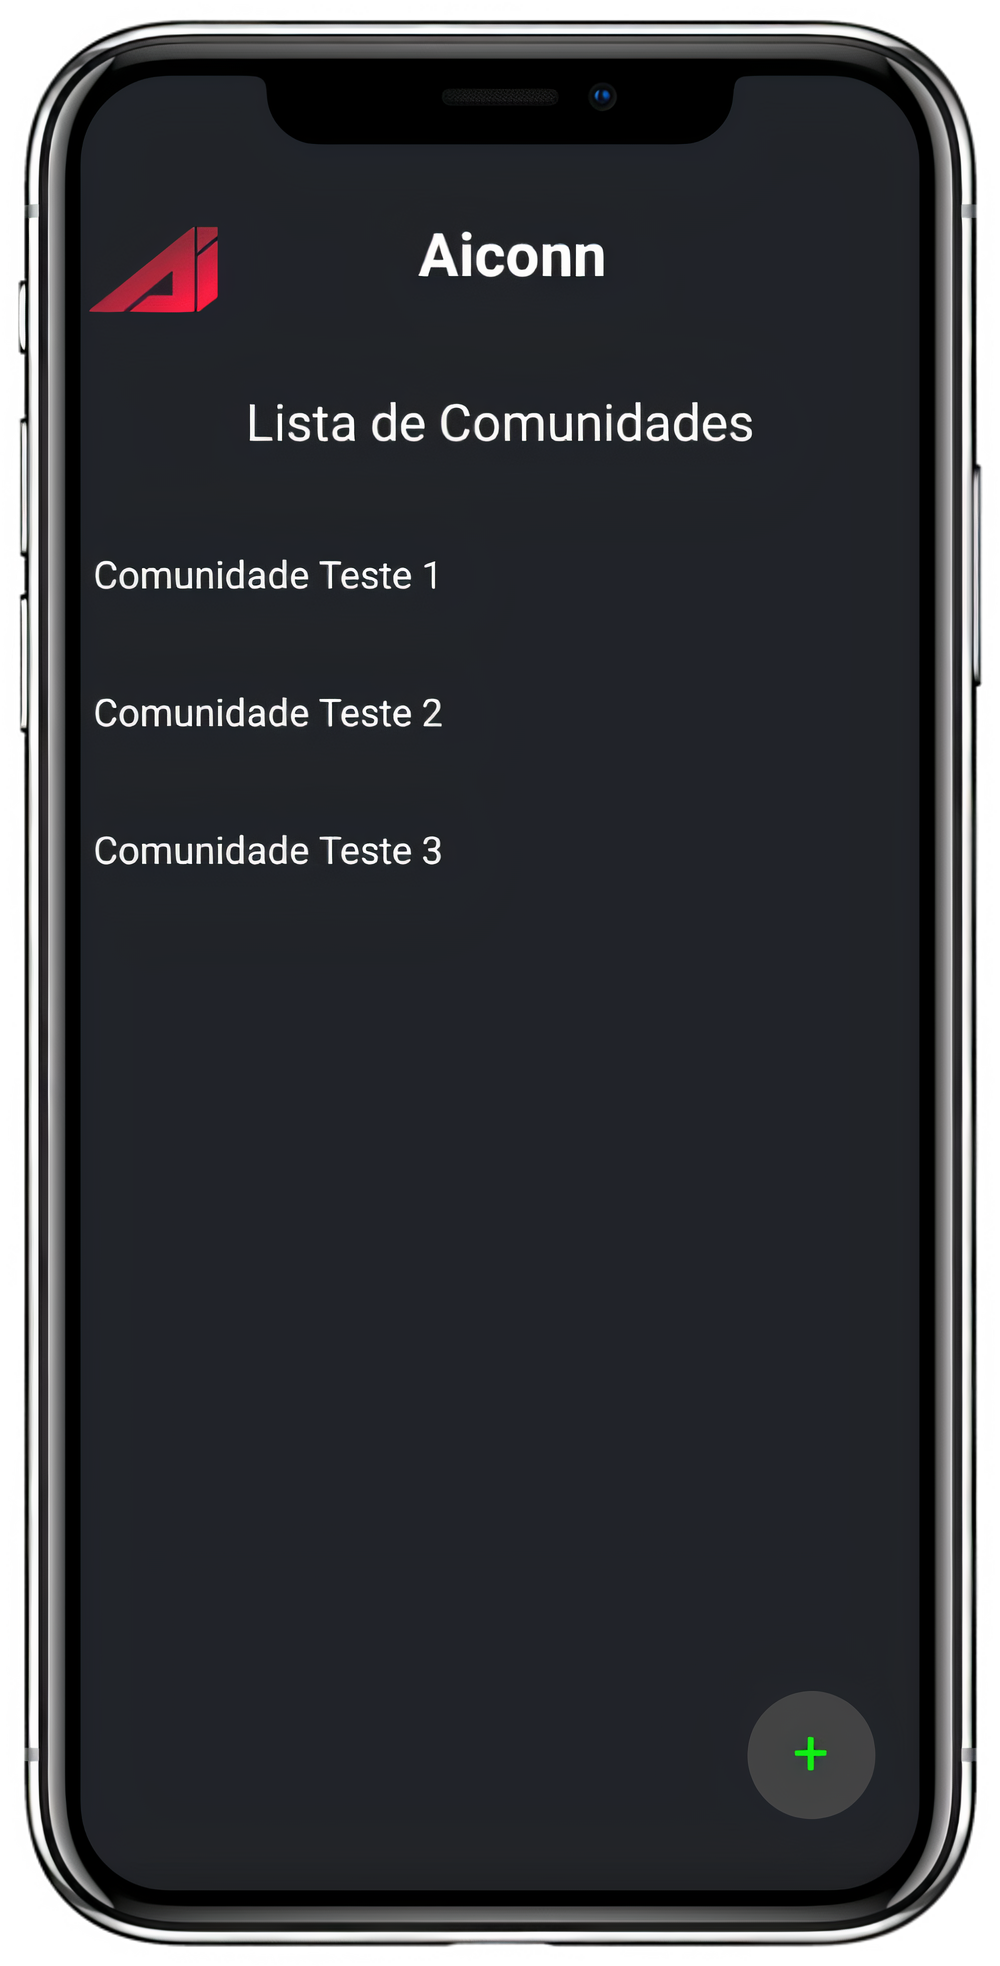 Ai
Aiconn
Lista de Comunidades
Comunidade Teste 1
Comunidade Teste 2
Comunidade Teste 3
+